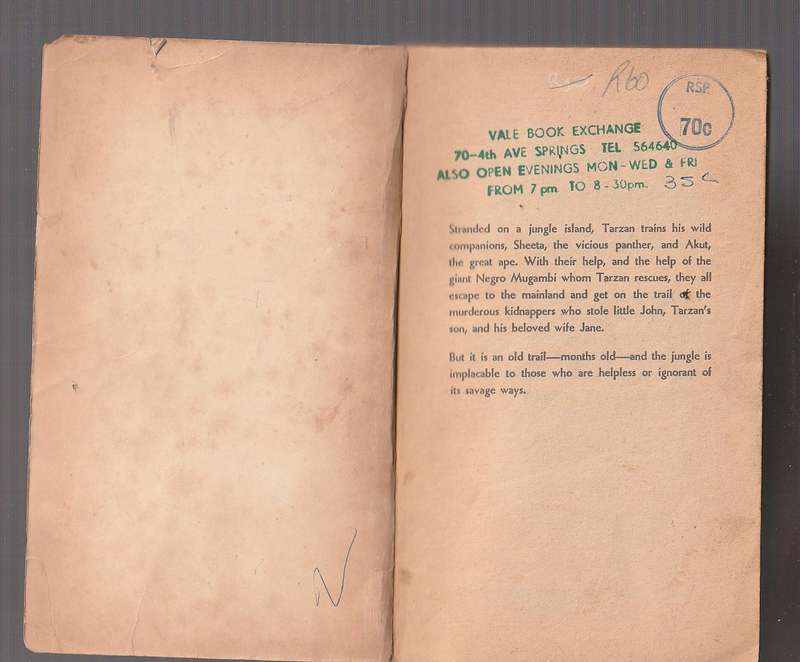 R60
RSP.
70c
VALE BOOK EXCHANGE
70-4th AVE SPRINGS TEL 564640
ALSO OPEN EVENINGS MON-WED & FRI
FROM 7 pm TO 8-30pm.
35c
Stranded on a jungle island, Tarzan trains his wild
companions, Sheeta, the vicious panther, and Akut,
the great ape. With their help, and the help of the
giant Negro Mugambi whom Tarzan rescues, they all
escape to the mainland and get on the trail of the
murderous kidnappers who stole little John, Tarzan's
son, and his beloved wife Jane.
But it is an old trail—months old—and the jungle is
implacable to those who are helpless or ignorant of
its savage ways.